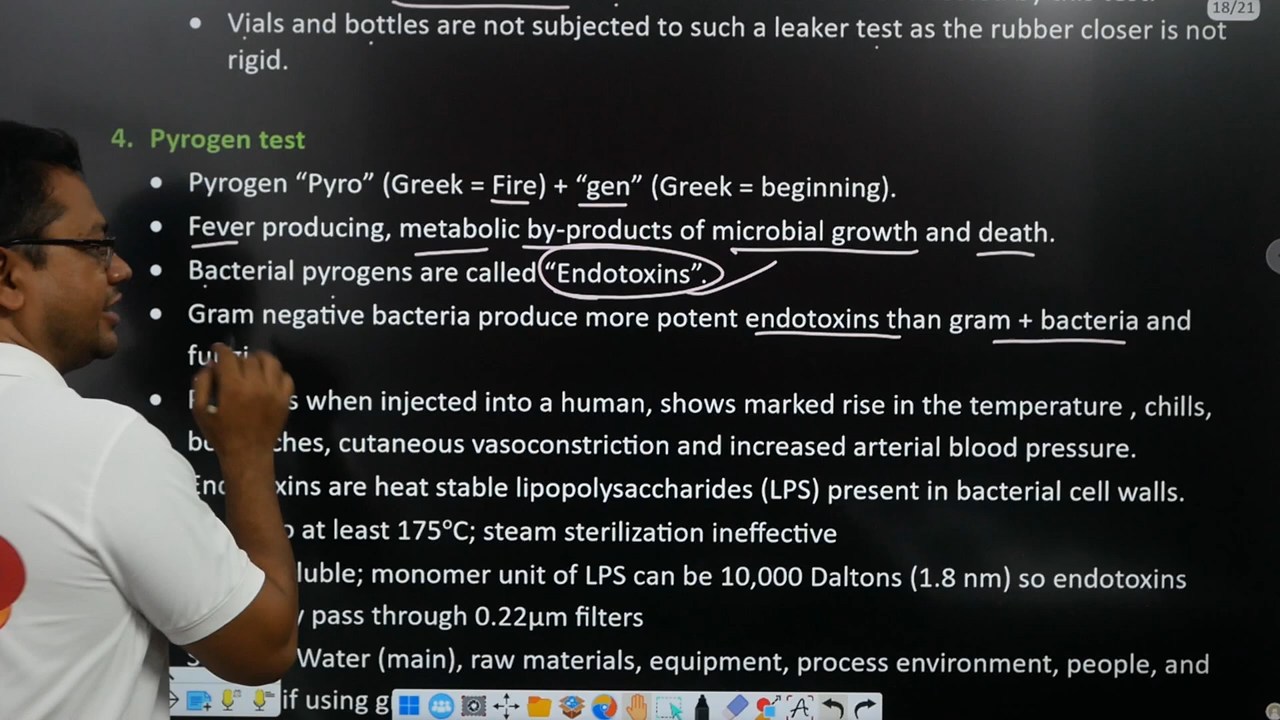 18/21
• Vials and bottles are not subjected to such a leaker test as the rubber closer is not
rigid.
4. Pyrogen test
• Pyrogen “Pyro” (Greek = Fire) + “gen” (Greek = beginning).
• Fever producing, metabolic by-products of microbial growth and death.
• Bacterial pyrogens are called “Endotoxins”.
• Gram negative bacteria produce more potent endotoxins than gram + bacteria and
• when injected into a human, shows marked rise in the temperature , chills,
cutaneous vasoconstriction and increased arterial blood pressure.
are heat stable lipopolysaccharides (LPS) present in bacterial cell walls.
at least 175°C; steam sterilization ineffective
monomer unit of LPS can be 10,000 Daltons (1.8 nm) so endotoxins
pass through 0.22µm filters
Water (main), raw materials, equipment, process environment, people, and
if using